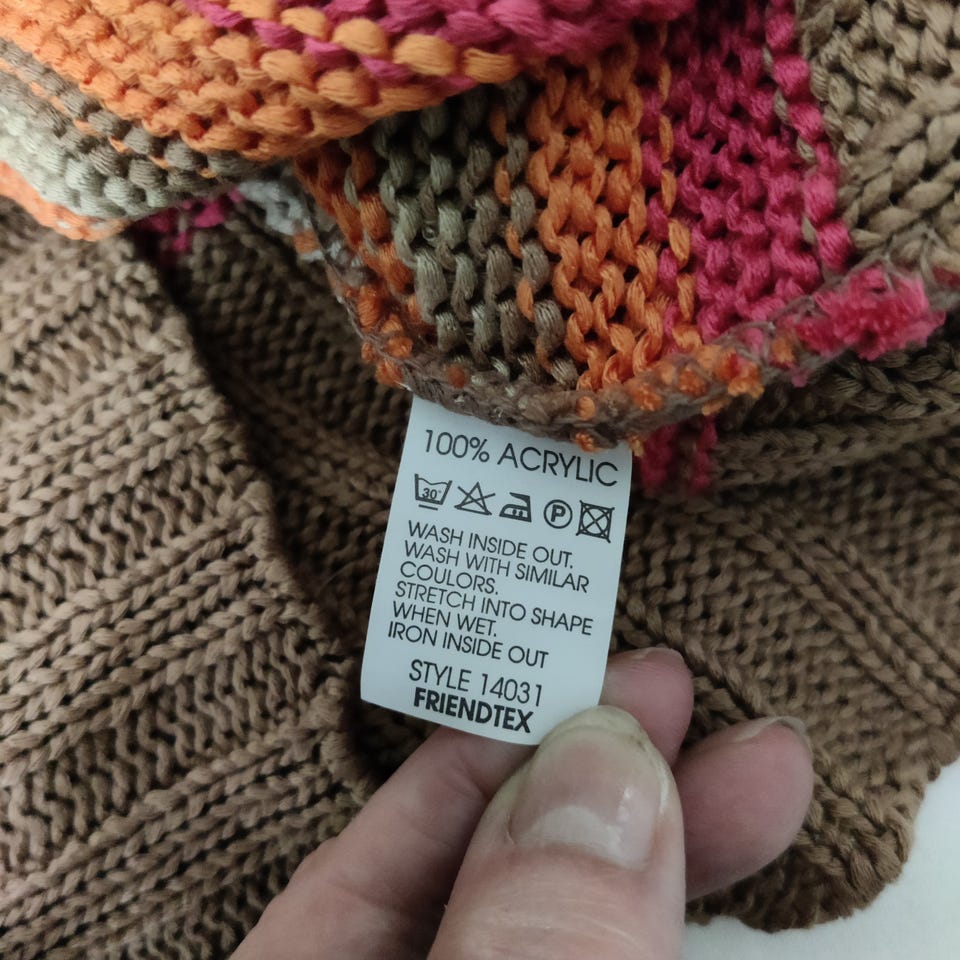 100% ACRYLIC
30° P
WASH INSIDE OUT.
WASH WITH SIMILAR
COULORS.
STRETCH INTO SHAPE
WHEN WET.
IRON INSIDE OUT
STYLE 14031
FRIENDTEX